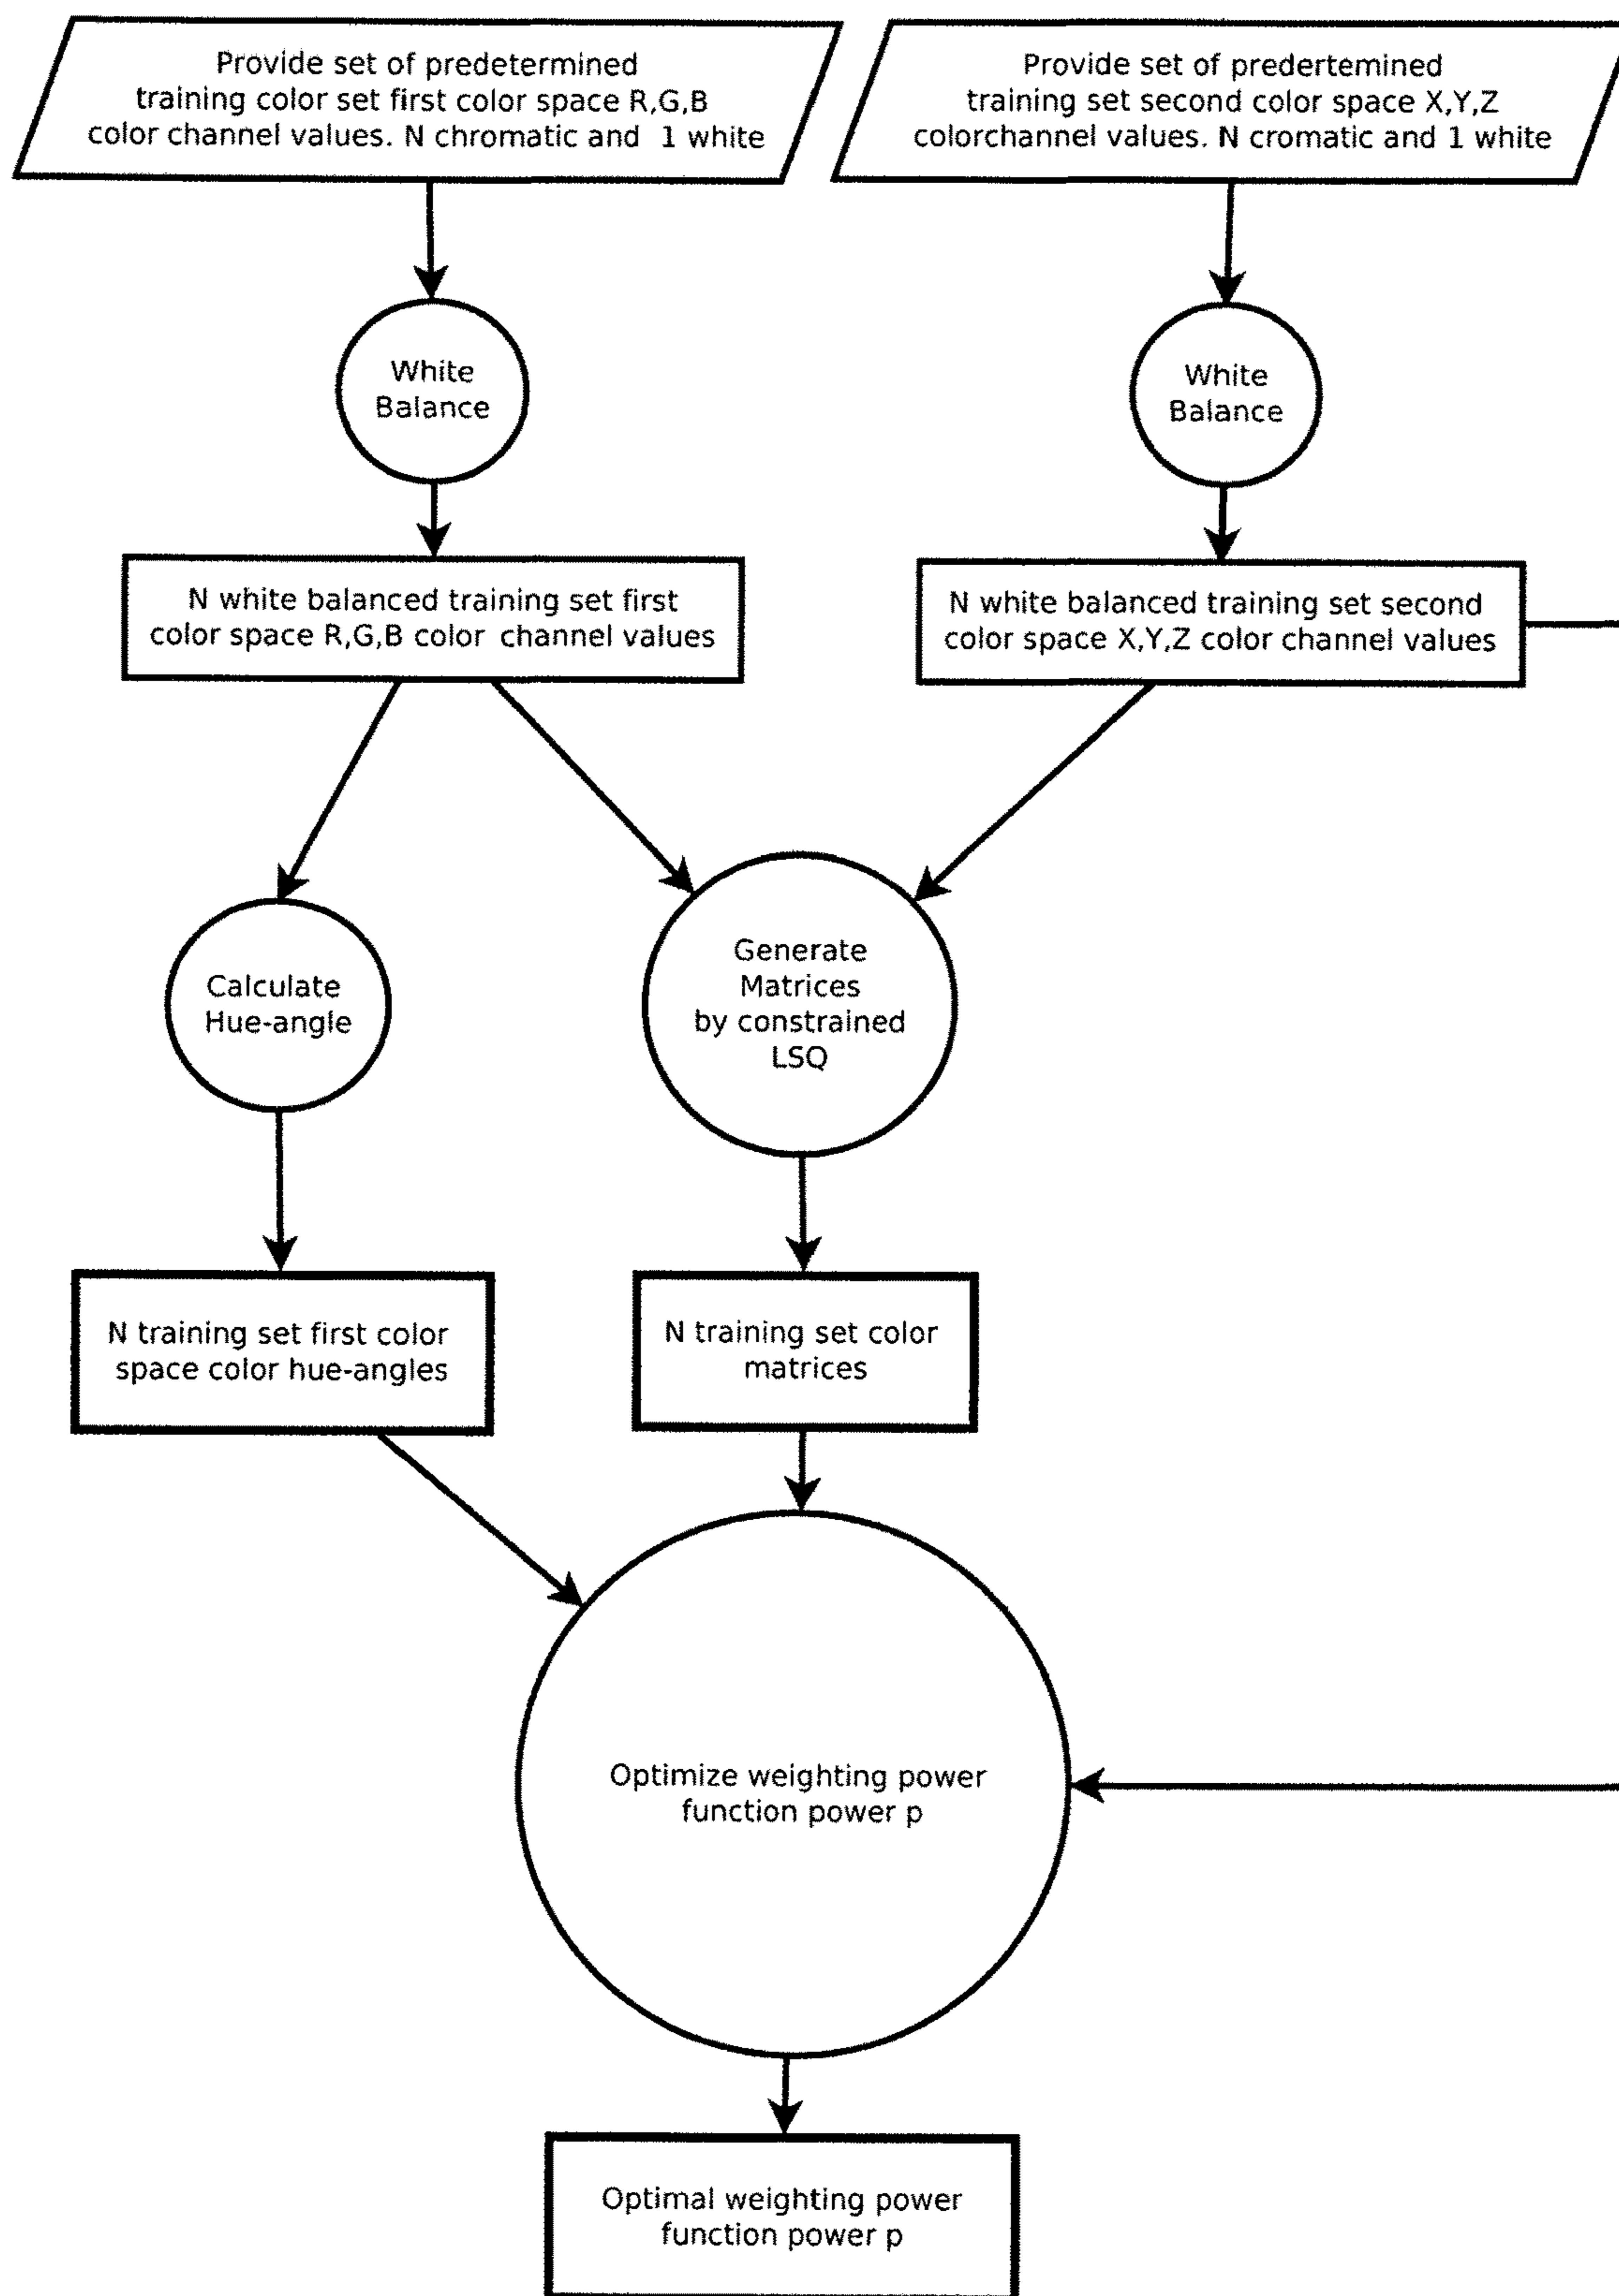 Provide set of predetermined
training color set first color space R,G,B
color channel values. N chromatic and 1 white
Provide set of predertemined
training set second color space X,Y,Z
colorchannel values. N cromatic and 1 white
White
Balance
White
Balance
N white balanced training set first
color space R,G,B color channel values
N white balanced training set second
color space X,Y,Z color channel values
Calculate
Hue-angle
Generate
Matrices
by constrained
LSQ
N training set first color
space color hue-angles
N training set color
matrices
Optimize weighting power
function power p
Optimal weighting power
function power p